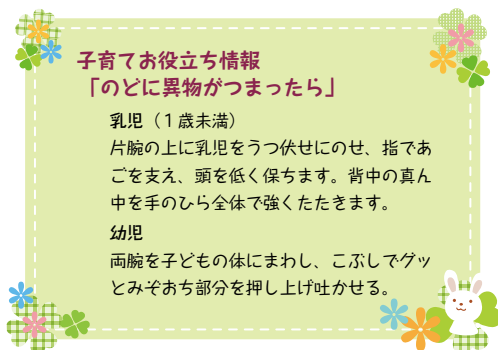 子育てお役立ち情報
「のどに異物がつまったら」
乳児（１歳未満）
片腕の上に乳児をうつ伏せにのせ、指であ
ごを支え、頭を低く保ちます。背中の真ん
中を手のひら全体で強くたたきます。
幼児
両腕を子どもの体にまわし、こぶしでグッ
とみぞおち部分を押し上げ吐かせる。